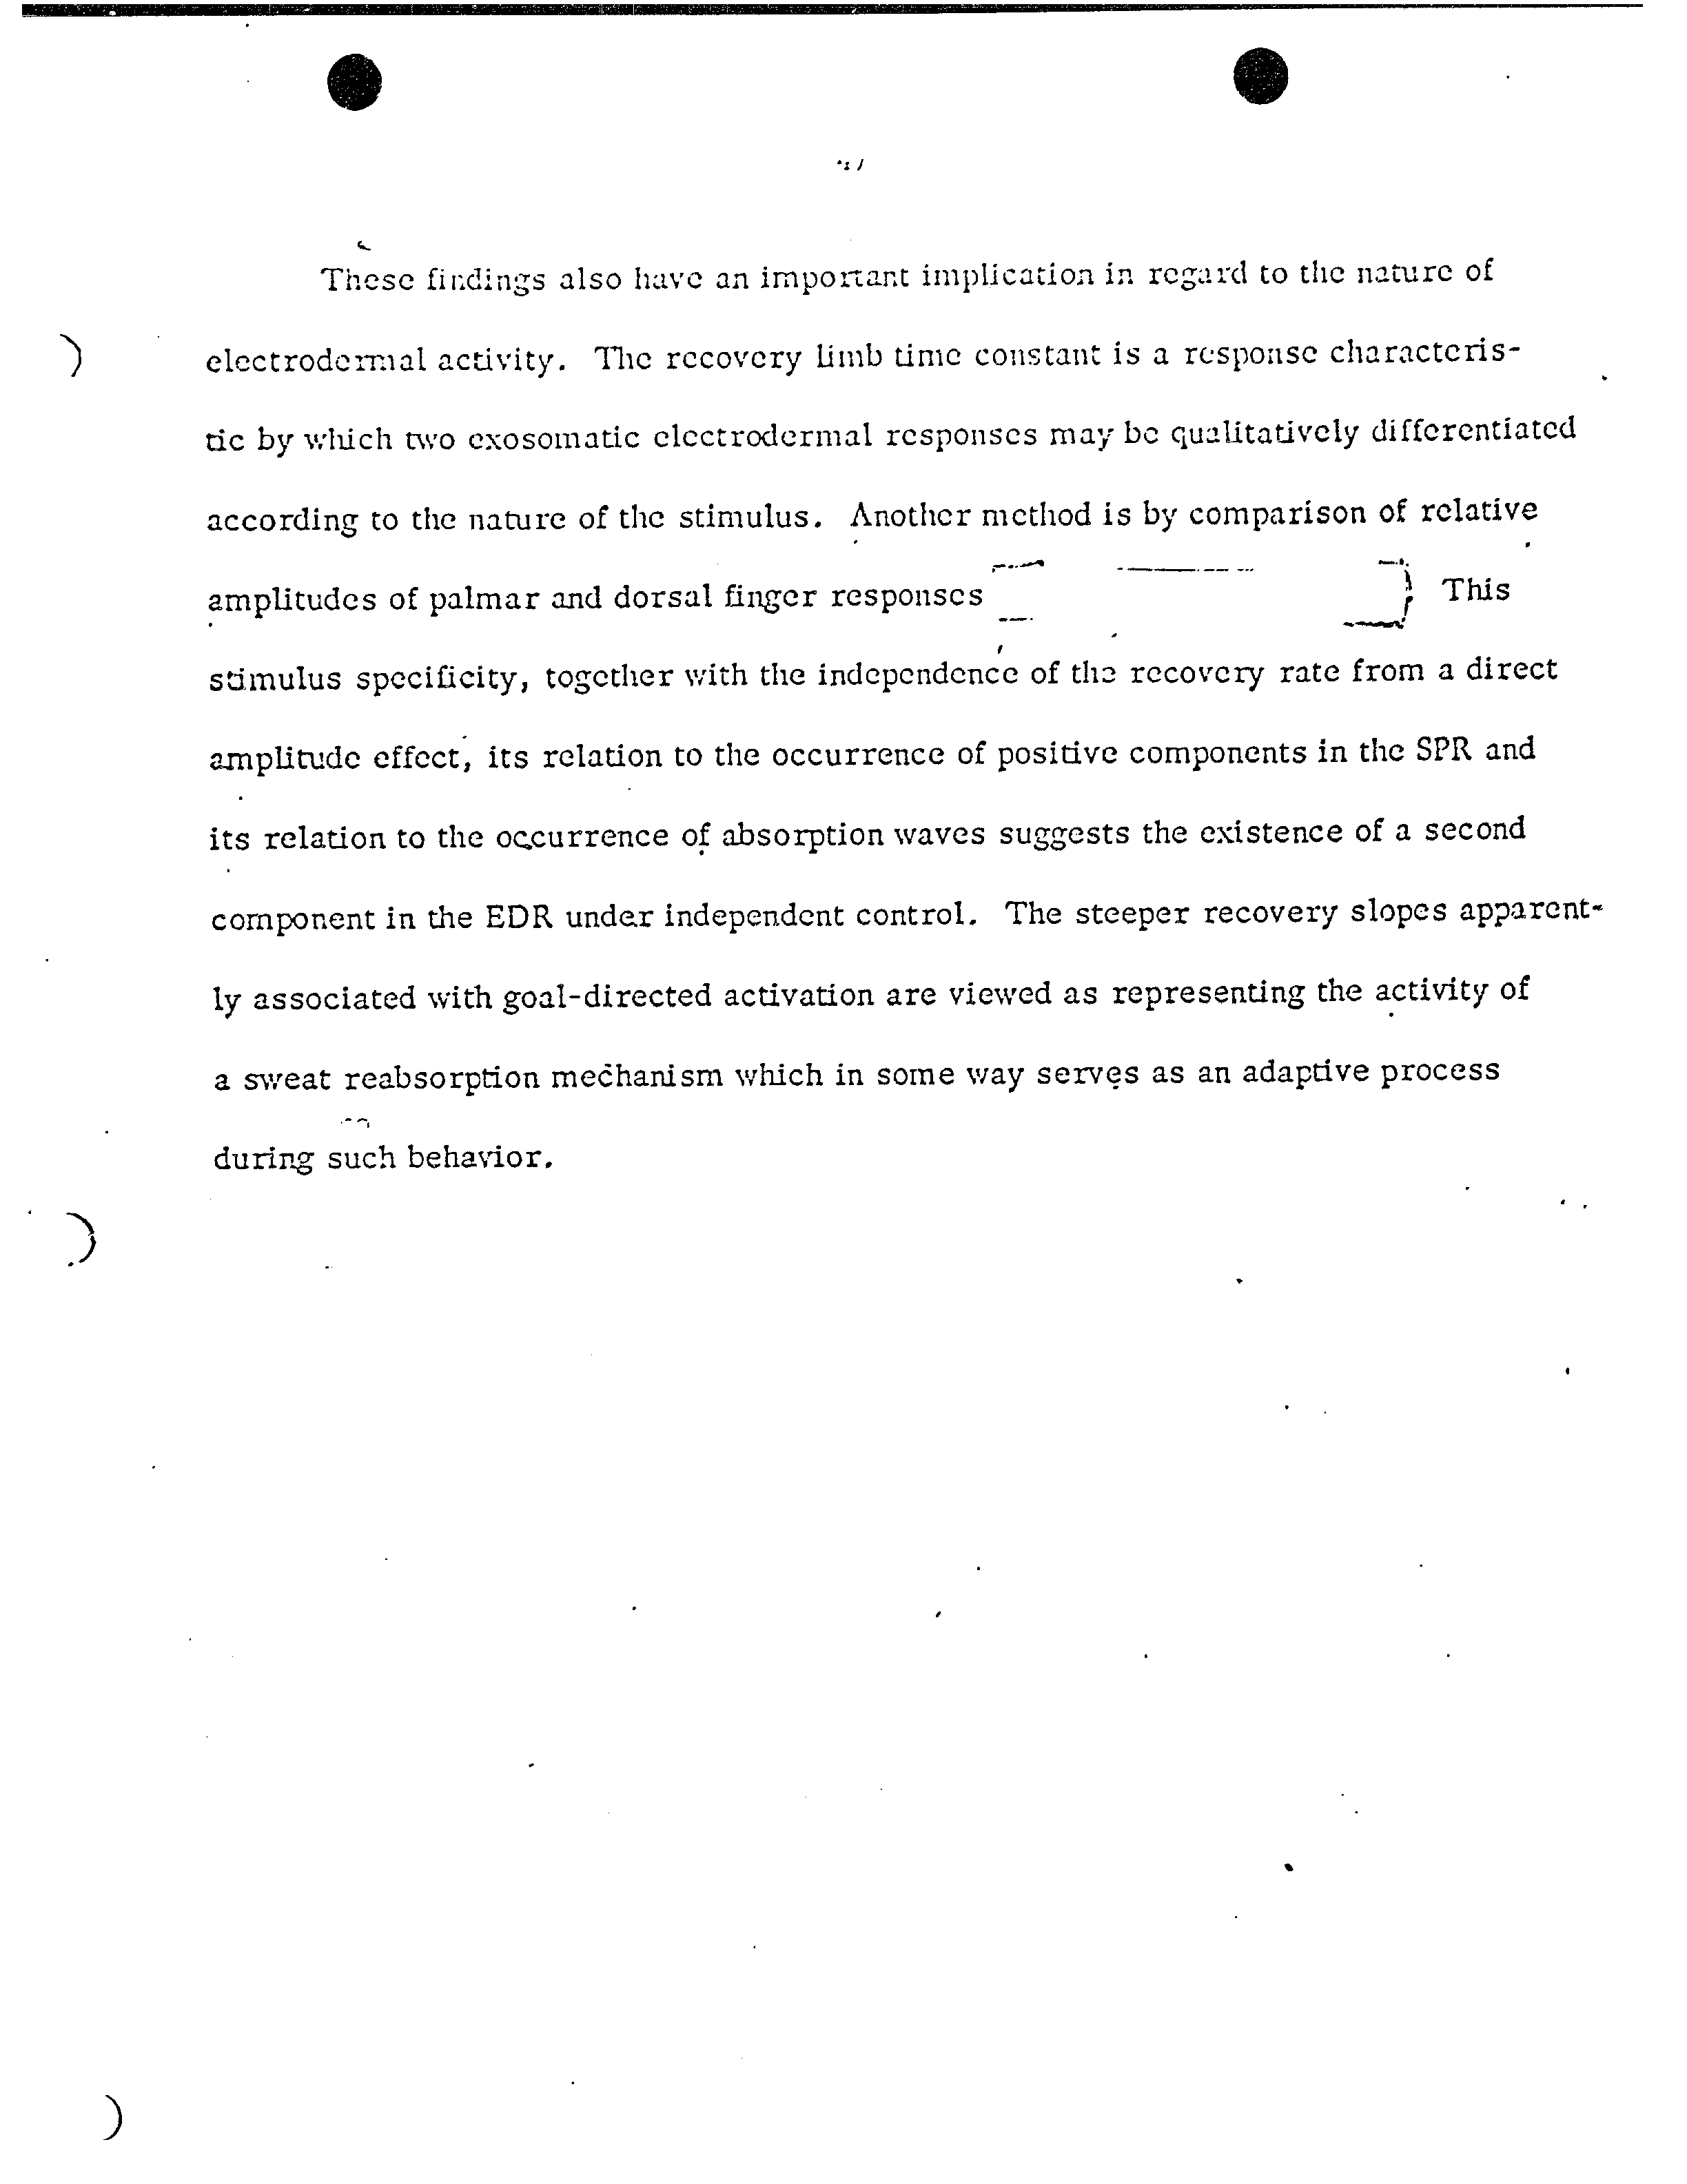 These findings also have an important implication in regard to the nature of
electrodermal activity. The recovery limb time constant is a response characteris-
tic by which two exosomatic electrodermal responses may be qualitatively differentiated
according to the nature of the stimulus. Another method is by comparison of relative
amplitudes of palmar and dorsal finger responses This
stimulus specificity, together with the independence of the recovery rate from a direct
amplitude effect, its relation to the occurrence of positive components in the SPR and
its relation to the occurrence of absorption waves suggests the existence of a second
component in the EDR under independent control. The steeper recovery slopes apparent-
ly associated with goal-directed activation are viewed as representing the activity of
a sweat reabsorption mechanism which in some way serves as an adaptive process
during such behavior.